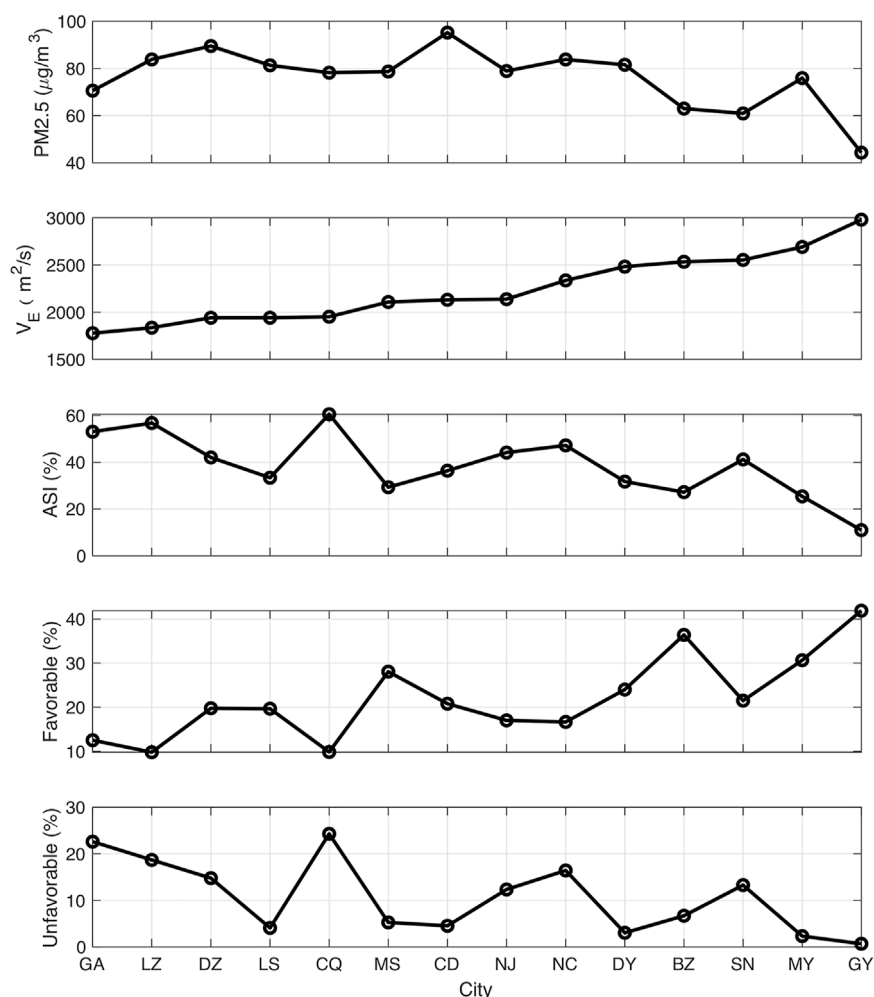 100
80
60
40
PM2.5 (μg/m³)
3000
2500
2000
1500
V_E ( m²/s)
60
40
20
0
ASI (%)
40
30
20
10
Favorable (%)
30
20
10
0
Unfavorable (%)
GA LZ DZ LS CQ MS CD NJ NC DY BZ SN MY GY
City